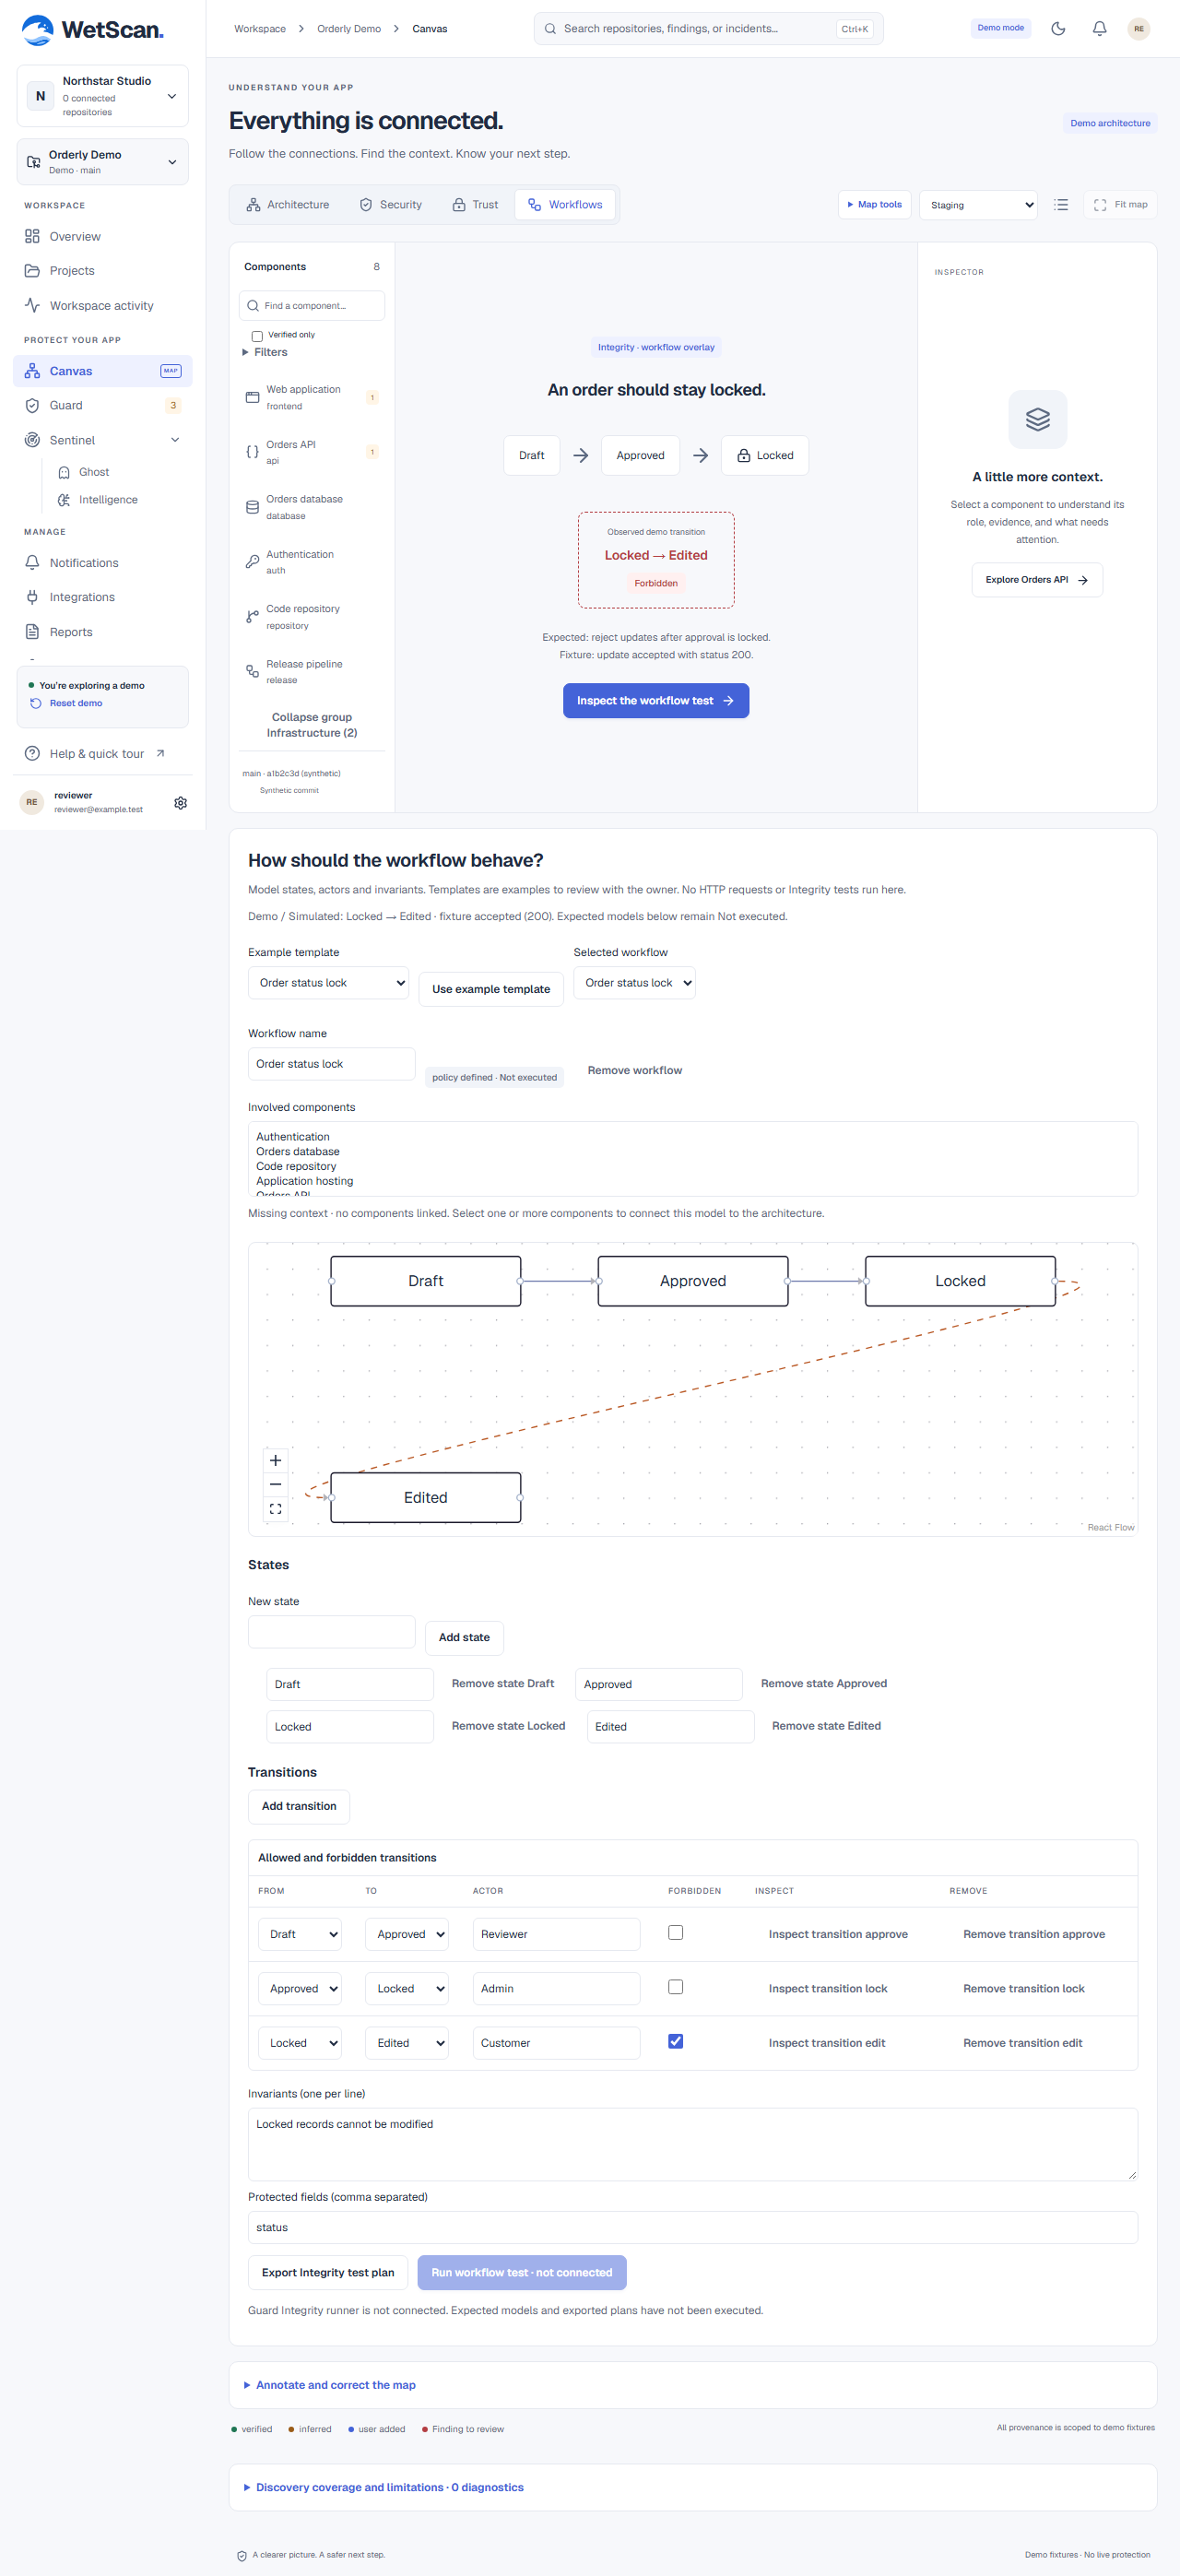 WetScan.
N
Northstar Studio
0 connected
repositories
Orderly Demo
Demo · main
WORKSPACE
Overview
Projects
Workspace activity
PROTECT YOUR APP
Canvas
MAP
Guard
3
Sentinel
Ghost
Intelligence
MANAGE
Notifications
Integrations
Reports
You're exploring a demo
Reset demo
Help & quick tour
RE
reviewer
reviewer@example.test
Workspace
Orderly Demo
Canvas
Search repositories, findings, or incidents...
Ctrl+K
Demo mode
RE
UNDERSTAND YOUR APP
Everything is connected.
Follow the connections. Find the context. Know your next step.
Demo architecture
Architecture
Security
Trust
Workflows
Map tools
Staging
Fit map
Components
8
Find a component...
Verified only
Filters
Web application
frontend
1
Orders API
api
1
Orders database
database
Authentication
auth
Code repository
repository
Release pipeline
release
Collapse group
Infrastructure (2)
main · a1b2c3d (synthetic)
Synthetic commit
Integrity · workflow overlay
An order should stay locked.
Draft
Approved
Locked
Observed demo transition
Locked → Edited
Forbidden
Expected: reject updates after approval is locked.
Fixture: update accepted with status 200.
Inspect the workflow test
INSPECTOR
A little more context.
Select a component to understand its
role, evidence, and what needs
attention.
Explore Orders API
How should the workflow behave?
Model states, actors and invariants. Templates are examples to review with the owner. No HTTP requests or Integrity tests run here.
Demo / Simulated: Locked → Edited · fixture accepted (200). Expected models below remain Not executed.
Example template
Order status lock
Use example template
Selected workflow
Order status lock
Workflow name
Order status lock
policy defined · Not executed
Remove workflow
Involved components
Authentication
Orders database
Code repository
Application hosting
Orders API
Missing context · no components linked. Select one or more components to connect this model to the architecture.
Draft
Approved
Locked
Edited
React Flow
States
New state
Add state
Draft
Remove state Draft
Approved
Remove state Approved
Locked
Remove state Locked
Edited
Remove state Edited
Transitions
Add transition
Allowed and forbidden transitions
FROM
TO
ACTOR
FORBIDDEN
INSPECT
REMOVE
Draft
Approved
Reviewer
Inspect transition approve
Remove transition approve
Approved
Locked
Admin
Inspect transition lock
Remove transition lock
Locked
Edited
Customer
Inspect transition edit
Remove transition edit
Invariants (one per line)
Locked records cannot be modified
Protected fields (comma separated)
status
Export Integrity test plan
Run workflow test · not connected
Guard Integrity runner is not connected. Expected models and exported plans have not been executed.
Annotate and correct the map
verified
inferred
user added
Finding to review
All provenance is scoped to demo fixtures
Discovery coverage and limitations · 0 diagnostics
A clearer picture. A safer next step.
Demo fixtures · No live protection